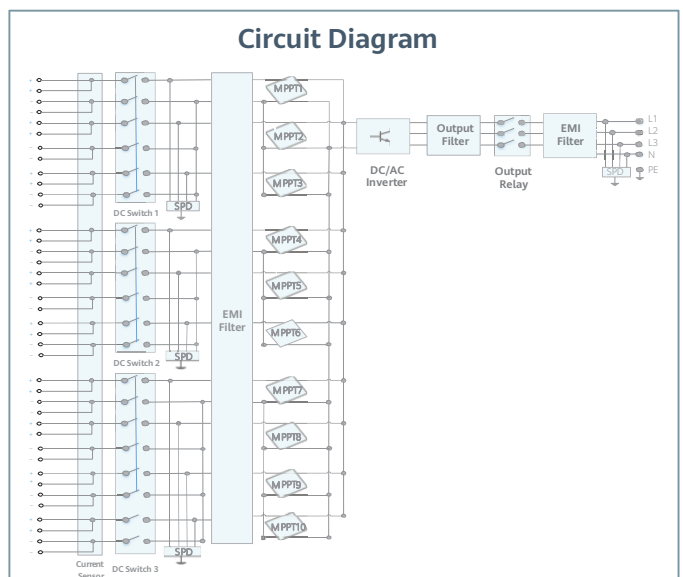 Circuit Diagram
MPPT1
MPPT2
MPPT3
SPD
DC Switch 1
MPPT4
MPPT5
MPPT6
EMI
Filter
SPD
DC Switch 2
MPPT7
MPPT8
MPPT9
MPPT10
SPD
Current
Sensor
DC Switch 3
DC/AC
Inverter
Output
Filter
Output
Relay
EMI
Filter
L1
L2
L3
N
SPD
PE